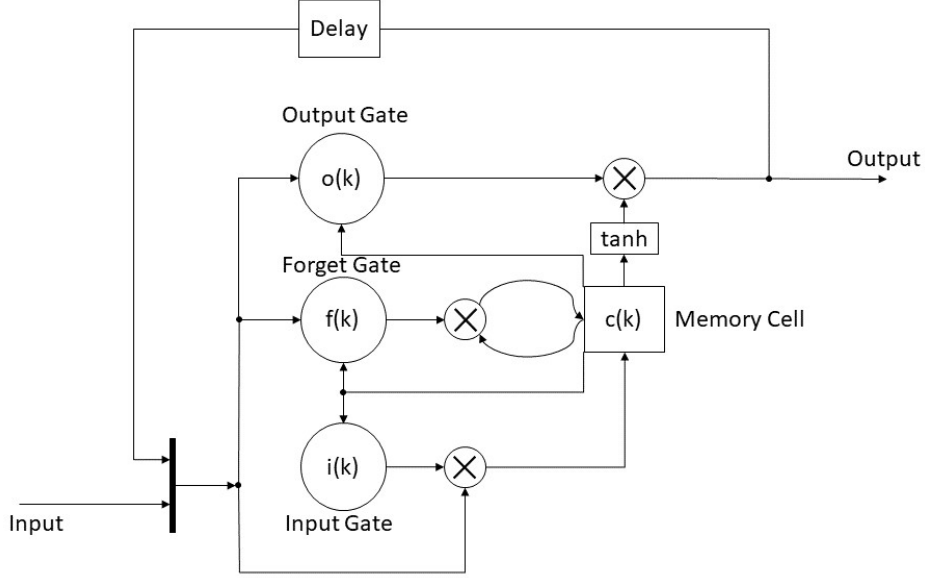 Delay
Output Gate
o(k)
Output
tanh
Forget Gate
f(k)
c(k)
Memory Cell
i(k)
Input Gate
Input